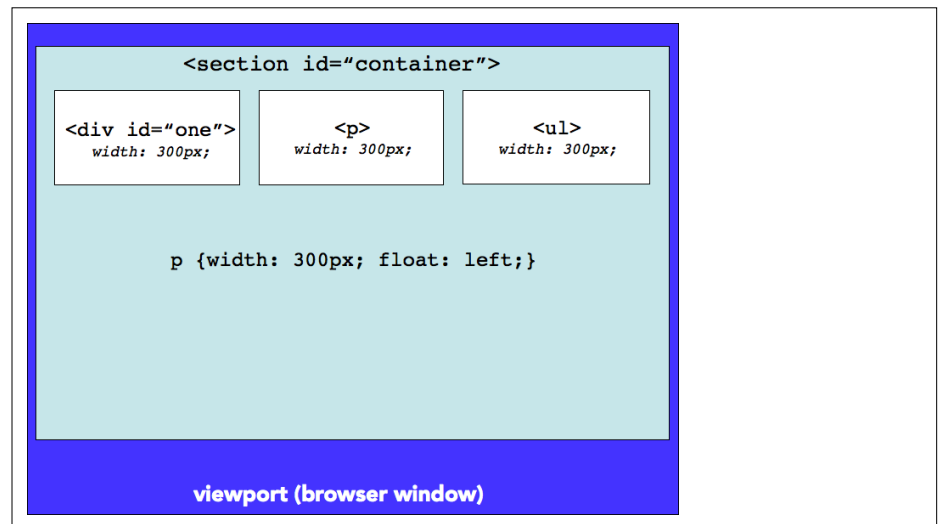 <section id=“container”>
<div id=“one”>
width: 300px;
<p>
width: 300px;
<ul>
width: 300px;
p {width: 300px; float: left;}
viewport (browser window)